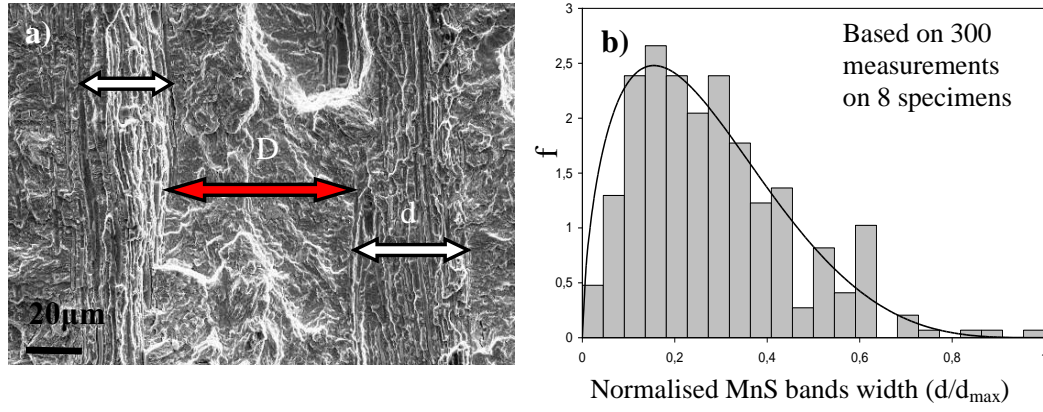 a)
D
d
20μm
b)
Based on 300
measurements
on 8 specimens
f
3
2,5
2
1,5
1
0,5
0
0 0,2 0,4 0,6 0,8 1
Normalised MnS bands width (d/dmax)